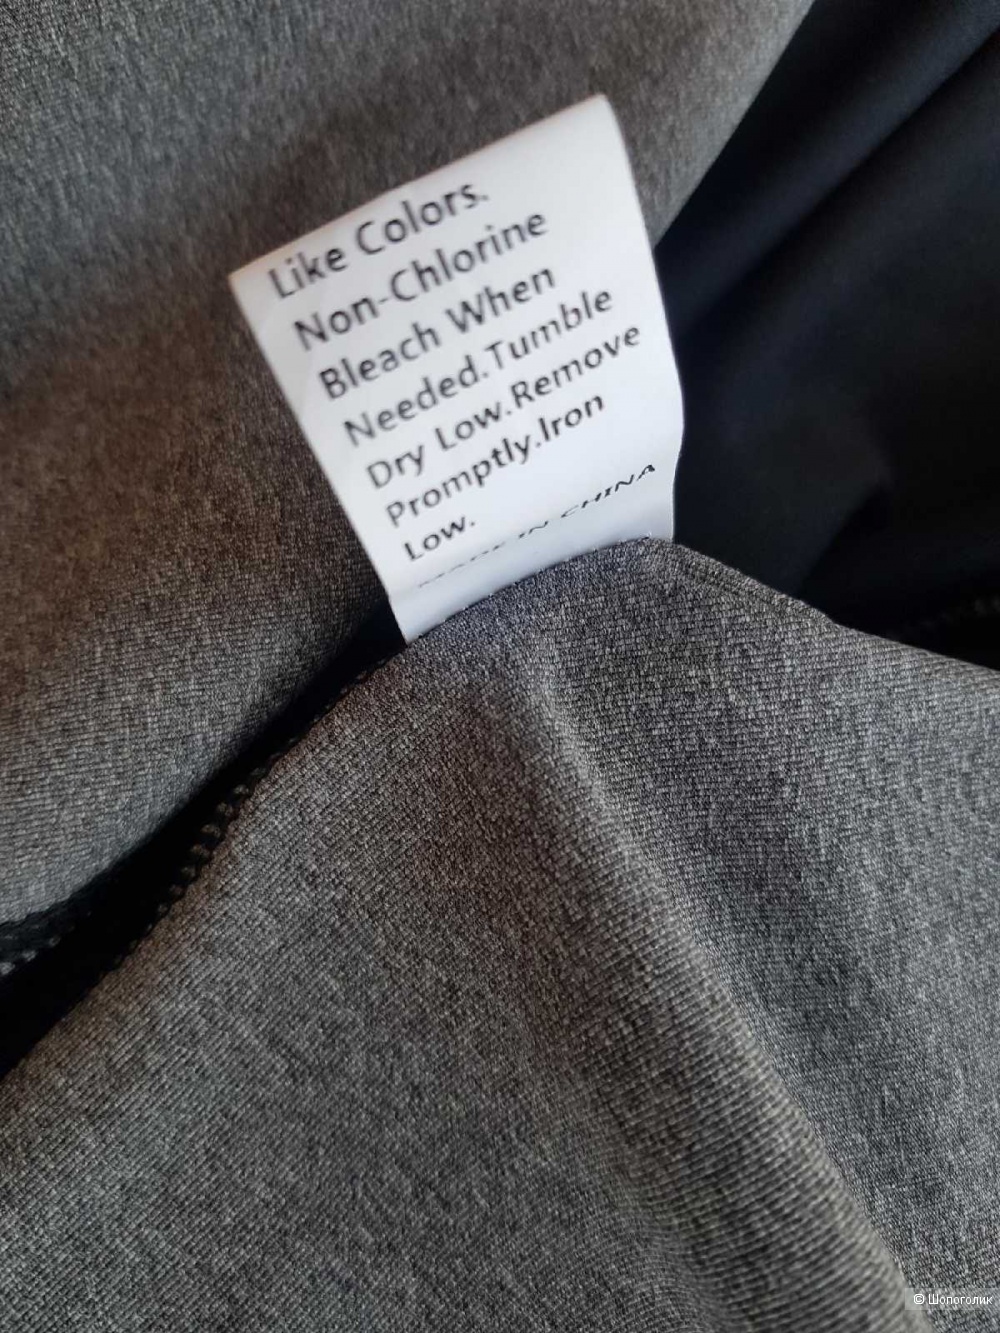 Like Colors.
Non-Chlorine
Bleach When
Needed.Tumble
Dry Low.Remove
Promptly.Iron
Low.
MADE IN CHINA
© Шопоголик